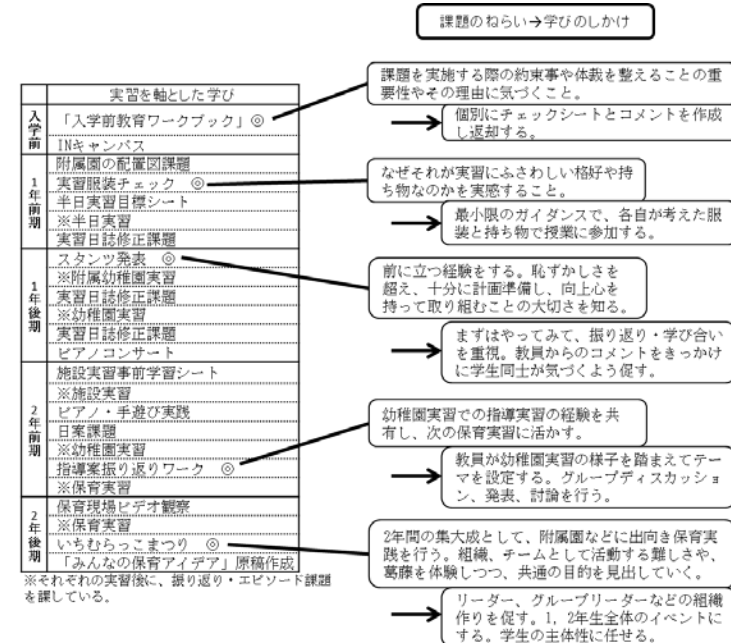 課題のねらい→学びのしかけ
実習を軸とした学び
入学前
「入学前教育ワークブック」◎
INキャンパス
1年前期
附属園の配置図課題
実習服装チェック ◎
半日実習目標シート
※半日実習
実習日誌修正課題
1年後期
スタンツ発表 ◎
※附属幼稚園実習
実習日誌修正課題
※幼稚園実習
実習日誌修正課題
ピアノコンサート
2年前期
施設実習事前学習シート
※施設実習
ピアノ・手遊び実践
日案課題
※幼稚園実習
指導案振り返りワーク ◎
※保育実習
2年後期
保育現場ビデオ観察
※保育実習
いちむらっこまつり ◎
「みんなの保育アイデア」原稿作成
※それぞれの実習後に、振り返り・エピソード課題
を課している。
課題を実施する際の約束事や体裁を整えることの重
要性やその理由に気づくこと。
個別にチェックシートとコメントを作成
し返却する。
なぜそれが実習にふさわしい格好や持
ち物なのかを実感すること。
最小限のガイダンスで、各自が考えた服
装と持ち物で授業に参加する。
前に立つ経験をする。恥ずかしさを
超え、十分に計画準備し、向上心を
持って取り組むことの大切さを知る。
まずはやってみて、振り返り・学び合い
を重視。教員からのコメントをきっかけ
に学生同士が気づくよう促す。
幼稚園実習での指導実習の経験を共
有し、次の保育実習に活かす。
教員が幼稚園実習の様子を踏まえてテー
マを設定する。グループディスカッショ
ン、発表、討論を行う。
2年間の集大成として、附属園などに出向き保育実
践を行う。組織、チームとして活動する難しさや、
葛藤を体験しつつ、共通の目的を見出していく。
リーダー、グループリーダーなどの組織
作りを促す。1, 2年生全体のイベントに
する。学生の主体性に任せる。